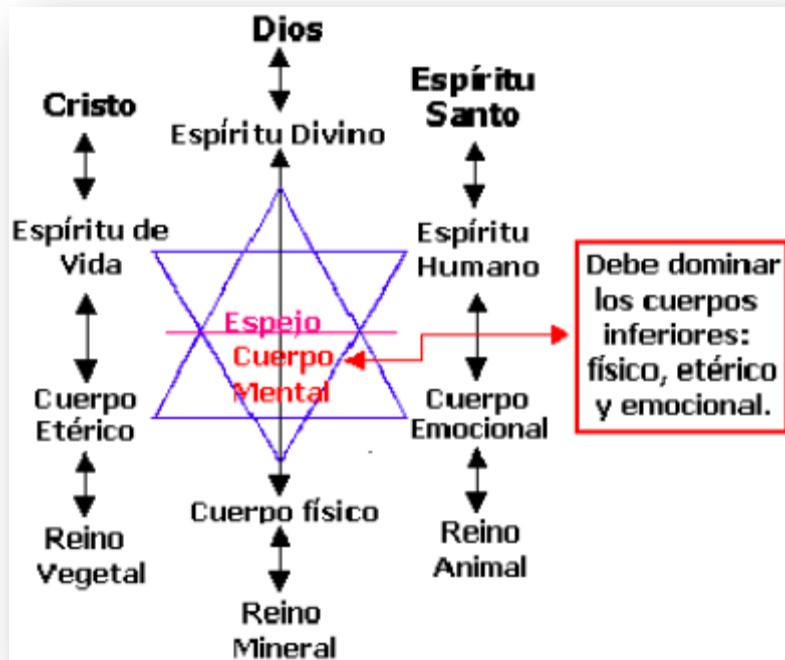 Dios
Cristo
Espíritu
Santo
Espíritu Divino
Espíritu de
Vida
Espíritu
Humano
Debe dominar
los cuerpos
inferiores:
físico, etérico
y emocional.
Espejo
Cuerpo
Mental
Cuerpo
Etérico
Cuerpo
Emocional
Cuerpo físico
Reino
Vegetal
Reino
Animal
Reino
Mineral